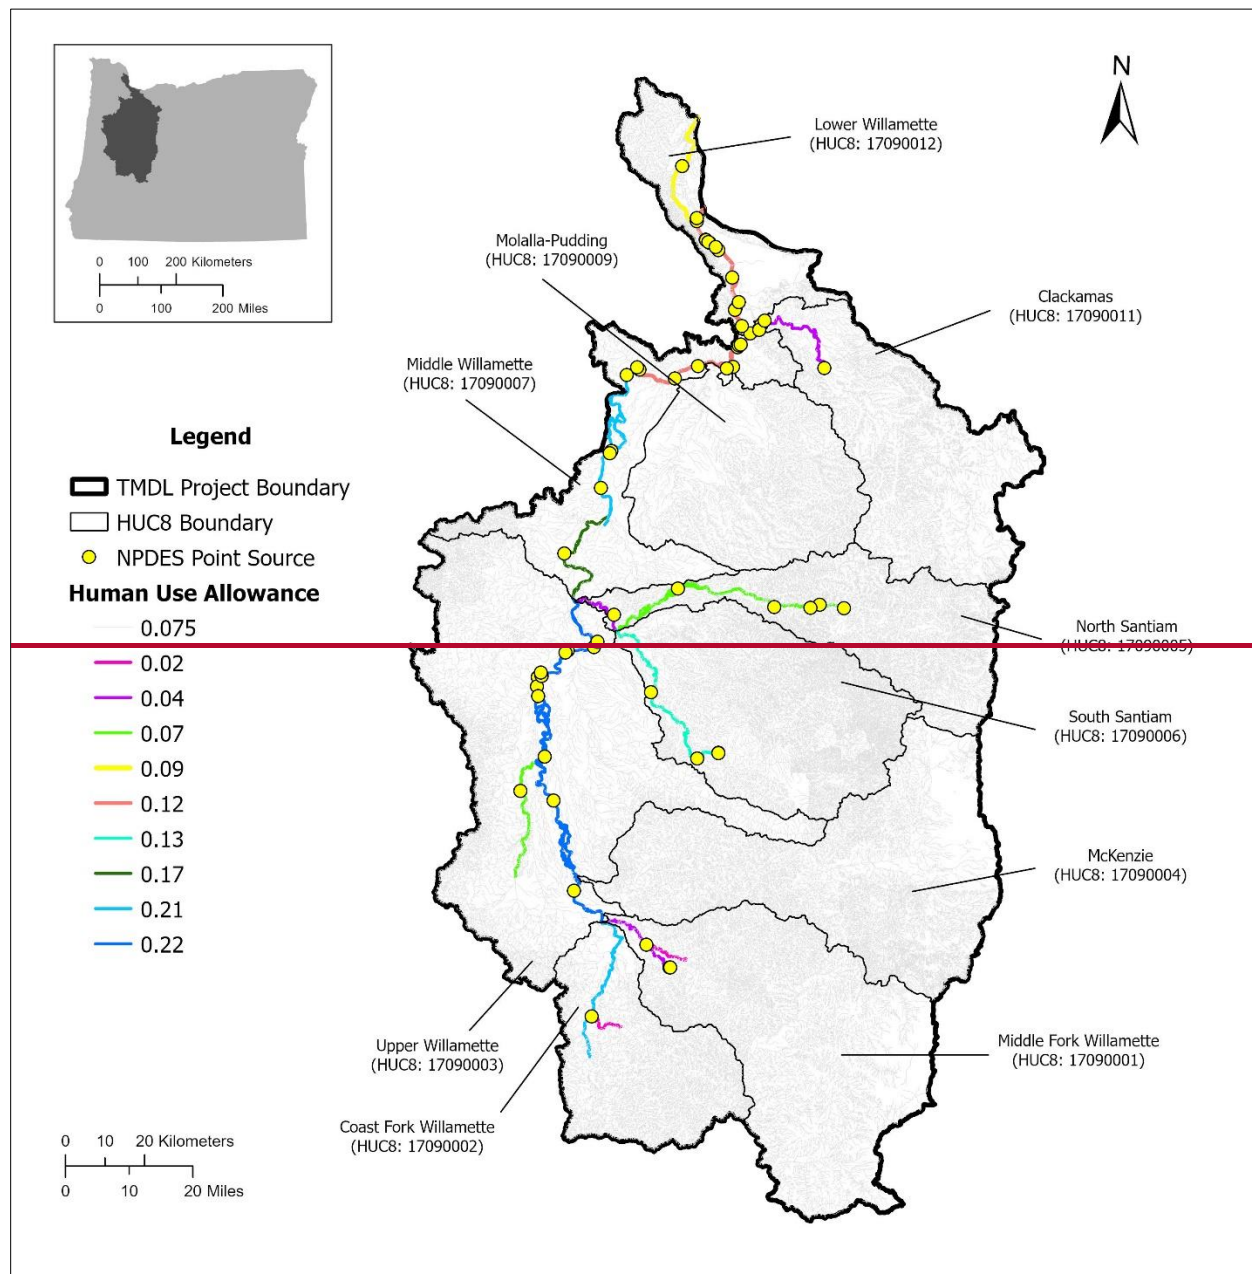 0 100 200 Kilometers
0 100 200 Miles
N
Lower Willamette
(HUC8: 17090012)
Molalla-Pudding
(HUC8: 17090009)
Clackamas
(HUC8: 17090011)
Middle Willamette
(HUC8: 17090007)
Legend
TMDL Project Boundary
HUC8 Boundary
NPDES Point Source
Human Use Allowance
0.075
0.02
0.04
0.07
0.09
0.12
0.13
0.17
0.21
0.22
North Santiam
(HUC8: 17090005)
South Santiam
(HUC8: 17090006)
McKenzie
(HUC8: 17090004)
Upper Willamette
(HUC8: 17090003)
Middle Fork Willamette
(HUC8: 17090001)
Coast Fork Willamette
(HUC8: 17090002)
0 10 20 Kilometers
0 10 20 Miles